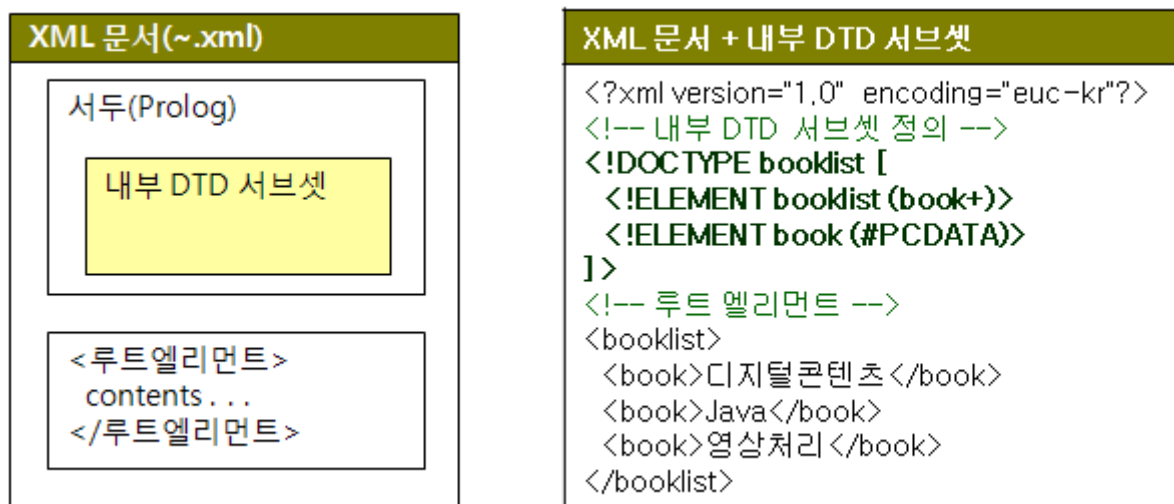 XML 문서(~.xml)
서두(Prolog)
내부 DTD 서브셋
<루트엘리먼트>
contents . . .
</루트엘리먼트>
XML 문서 + 내부 DTD 서브셋
<?xml version="1,0" encoding="euc-kr"?>
<!-- 내부 DTD 서브셋 정의 -->
<!DOCTYPE booklist [
<!ELEMENT booklist (book+)>
<!ELEMENT book (#PCDATA)>
]>
<!-- 루트 엘리먼트 -->
<booklist>
<book>디지털콘텐츠</book>
<book>Java</book>
<book>영상처리</book>
</booklist>